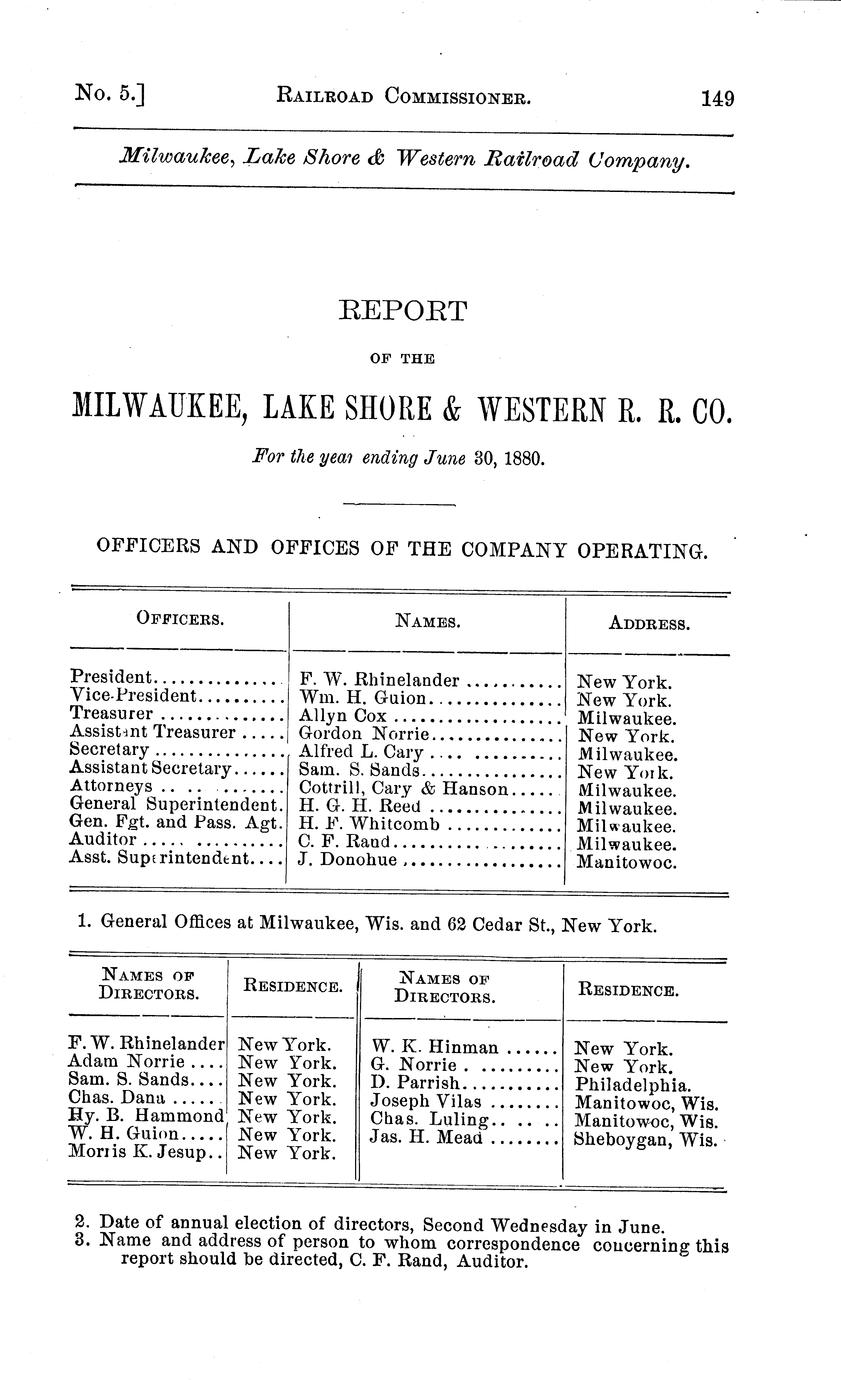 No. 5.] RAILROAD COMMISSIONER. 149
Milwaukee, Lake Shore & Western Railroad Company.
REPORT
OF THE
MILWAUKEE, LAKE SHORE & WESTERN R. R. CO.
For the year ending June 30, 1880.
OFFICERS AND OFFICES OF THE COMPANY OPERATING.
OFFICERS. NAMES. ADDRESS.
President.............. F. W. Rhinelander ........... New York.
Vice-President.......... Wm. H. Guion............... New York.
Treasurer .............. Allyn Cox ................... Milwaukee.
Assistant Treasurer ..... Gordon Norrie............... New York.
Secretary ............... Alfred L. Cary .... .......... Milwaukee.
Assistant Secretary...... Sam. S. Sands................ New York.
Attorneys .. .. ........ Cottrill, Cary & Hanson..... Milwaukee.
General Superintendent. H. G. H. Reed ............... Milwaukee.
Gen. Fgt. and Pass. Agt. H. F. Whitcomb ............. Milwaukee.
Auditor ..... .......... C. F. Rand................... Milwaukee.
Asst. Superintendent.... J. Donohue .................. Manitowoc.
1. General Offices at Milwaukee, Wis. and 62 Cedar St., New York.
NAMES OF DIRECTORS. RESIDENCE. NAMES OF DIRECTORS. RESIDENCE.
F. W. Rhinelander New York. W. K. Hinman ...... New York.
Adam Norrie .... New York. G. Norrie . ......... New York.
Sam. S. Sands.... New York. D. Parrish........... Philadelphia.
Chas. Dana ..... New York. Joseph Vilas ........ Manitowoc, Wis.
Hy. B. Hammond New York. Chas. Luling.. .. .. Manitowoc, Wis.
W. H. Guion..... New York. Jas. H. Mead ........ Sheboygan, Wis.
Morris K. Jesup.. New York.
2. Date of annual election of directors, Second Wednesday in June.
3. Name and address of person to whom correspondence concerning this
report should be directed, C. F. Rand, Auditor.